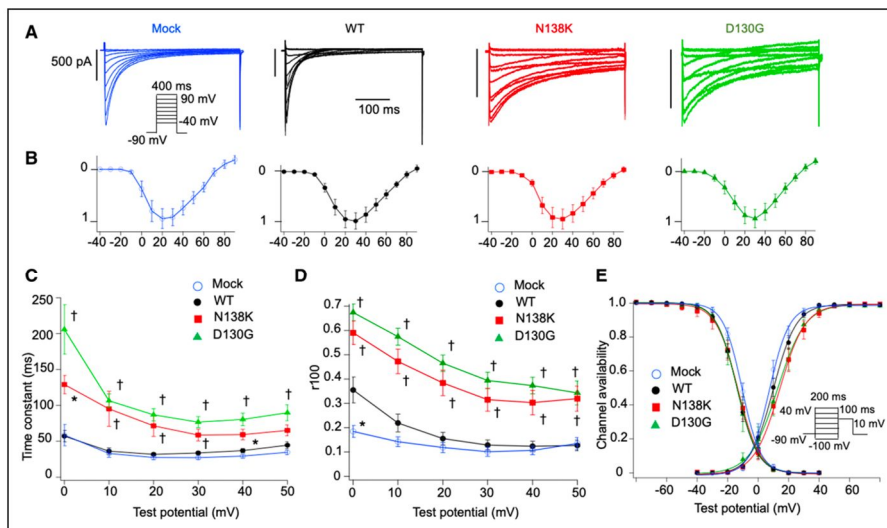 A Mock WT N138K D130G
500 pA
400 ms
90 mV
-40 mV
-90 mV
100 ms
B
0 0 0 0
1 1 1 1
-40 -20 0 20 40 60 80 -40 -20 0 20 40 60 80 -40 -20 0 20 40 60 80 -40 -20 0 20 40 60 80
C
Mock
WT
N138K
D130G
Time constant (ms)
250
200
150
100
50
0
† * † † † † † † † † *
0 10 20 30 40 50
Test potential (mV)
D
Mock
WT
N138K
D130G
r100
0.7
0.6
0.5
0.4
0.3
0.2
0.1
0
† † * † † † † † † † † † †
0 10 20 30 40 50
Test potential (mV)
E
Channel availability
1.0
0.8
0.6
0.4
0.2
0
Mock
WT
N138K
D130G
200 ms
40 mV
100 ms
10 mV
-90 mV
-100 mV
-80 -60 -40 -20 0 20 40 60 80
Test potential (mV)